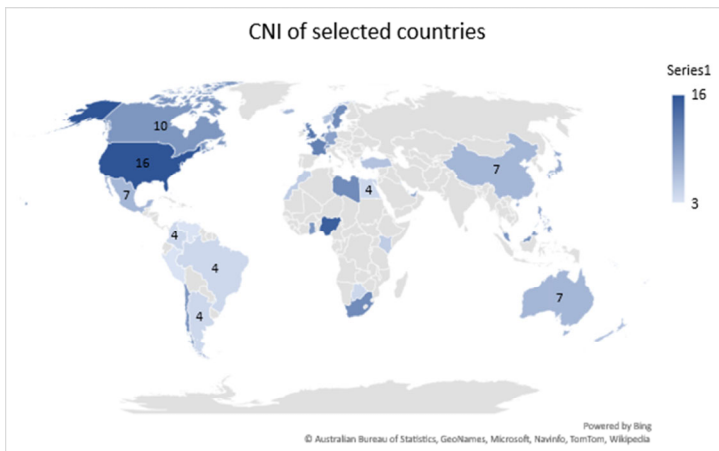 CNI of selected countries
Series1
16
3
10
16
7
4
7
4
4
4
7
Powered by Bing
© Australian Bureau of Statistics, GeoNames, Microsoft, Navinfo, TomTom, Wikipedia